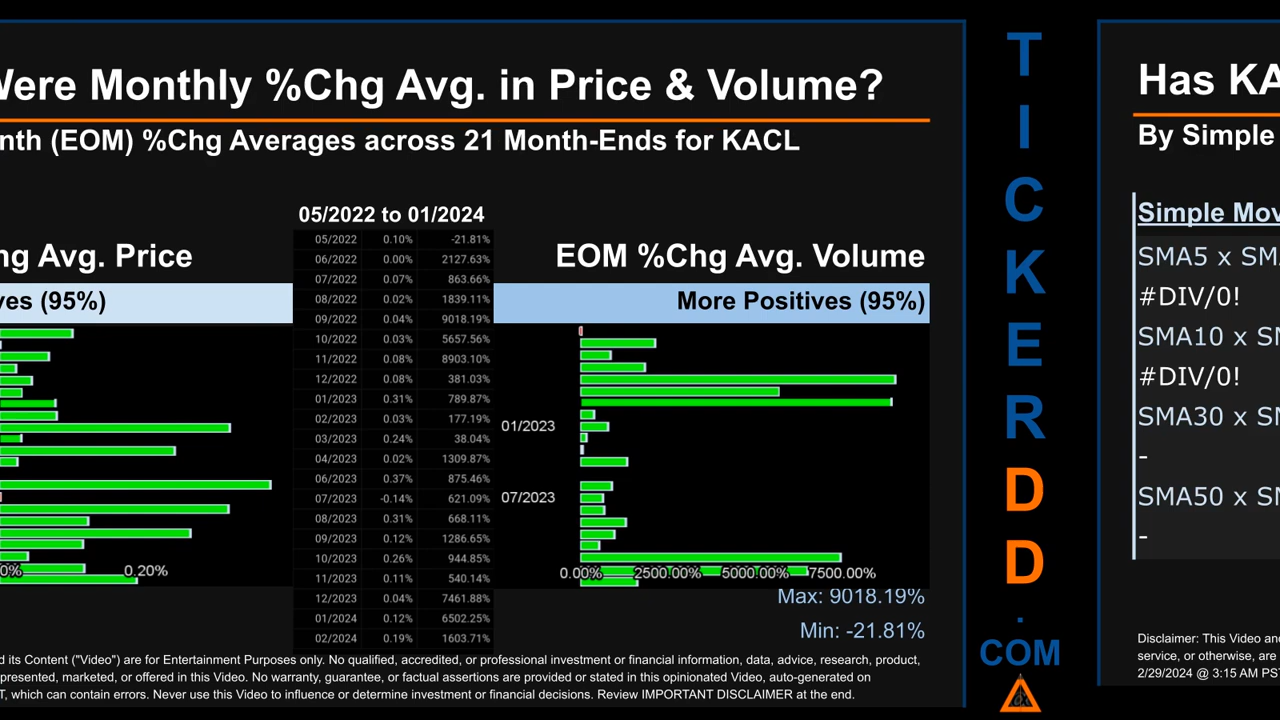 Were Monthly %Chg Avg. in Price & Volume?
nth (EOM) %Chg Averages across 21 Month-Ends for KACL
05/2022 to 01/2024
ng Avg. Price
EOM %Chg Avg. Volume
ves (95%)
More Positives (95%)
05/2022 0.10% -21.81%
06/2022 0.00% 2127.63%
07/2022 0.07% 863.66%
08/2022 0.02% 1839.11%
09/2022 0.04% 9018.19%
10/2022 0.03% 5657.56%
11/2022 0.08% 8903.10%
12/2022 0.08% 381.03%
01/2023 0.31% 789.87%
02/2023 0.03% 177.19%
03/2023 0.24% 38.04%
04/2023 0.02% 1309.87%
06/2023 0.37% 875.46%
07/2023 -0.14% 621.09%
08/2023 0.31% 668.11%
09/2023 0.12% 1286.65%
10/2023 0.26% 944.85%
11/2023 0.11% 540.14%
12/2023 0.04% 7461.88%
01/2024 0.12% 6502.25%
02/2024 0.19% 1603.71%
0% 0.20%
01/2023
07/2023
0.00% 2500.00% 5000.00% 7500.00%
Max: 9018.19%
Min: -21.81%
d its Content ("Video") are for Entertainment Purposes only. No qualified, accredited, or professional investment or financial information, data, advice, research, product,
presented, marketed, or offered in this Video. No warranty, guarantee, or factual assertions are provided or stated in this opinionated Video, auto-generated on
T, which can contain errors. Never use this Video to influence or determine investment or financial decisions. Review IMPORTANT DISCLAIMER at the end.
T
I
C
K
E
R
D
D
.
COM
Has KA
By Simple
Simple Mov
SMA5 x SMA
#DIV/0!
SMA10 x SM
#DIV/0!
SMA30 x SM
-
SMA50 x SM
-
Disclaimer: This Video and
service, or otherwise, are
2/29/2024 @ 3:15 AM PS